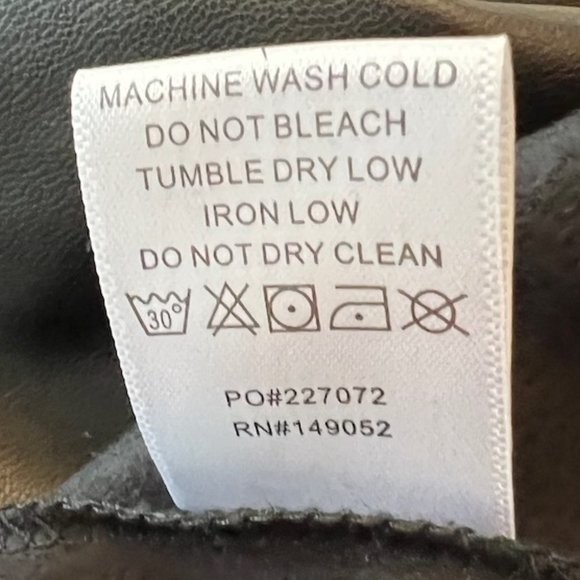 MACHINE WASH COLD
DO NOT BLEACH
TUMBLE DRY LOW
IRON LOW
DO NOT DRY CLEAN
30°
PO#227072
RN#149052